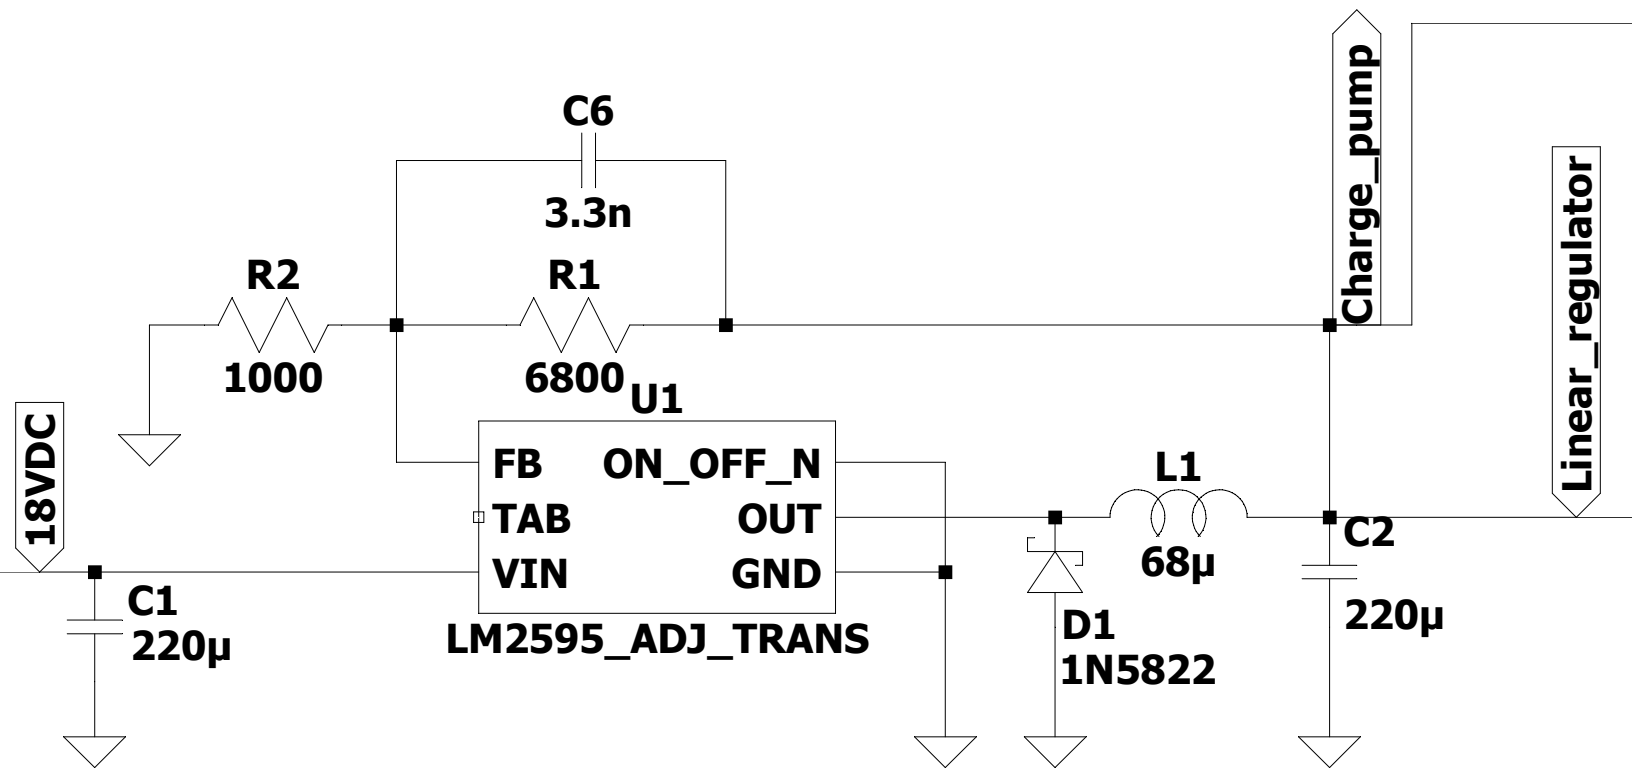 Charge_pump
C6
3.3n
Linear_regulator
R2
R1
1000
6800
U1
18VDC
FB
ON_OFF_N
TAB
OUT
VIN
GND
LM2595_ADJ_TRANS
C1
220µ
L1
68µ
D1
1N5822
C2
220µ